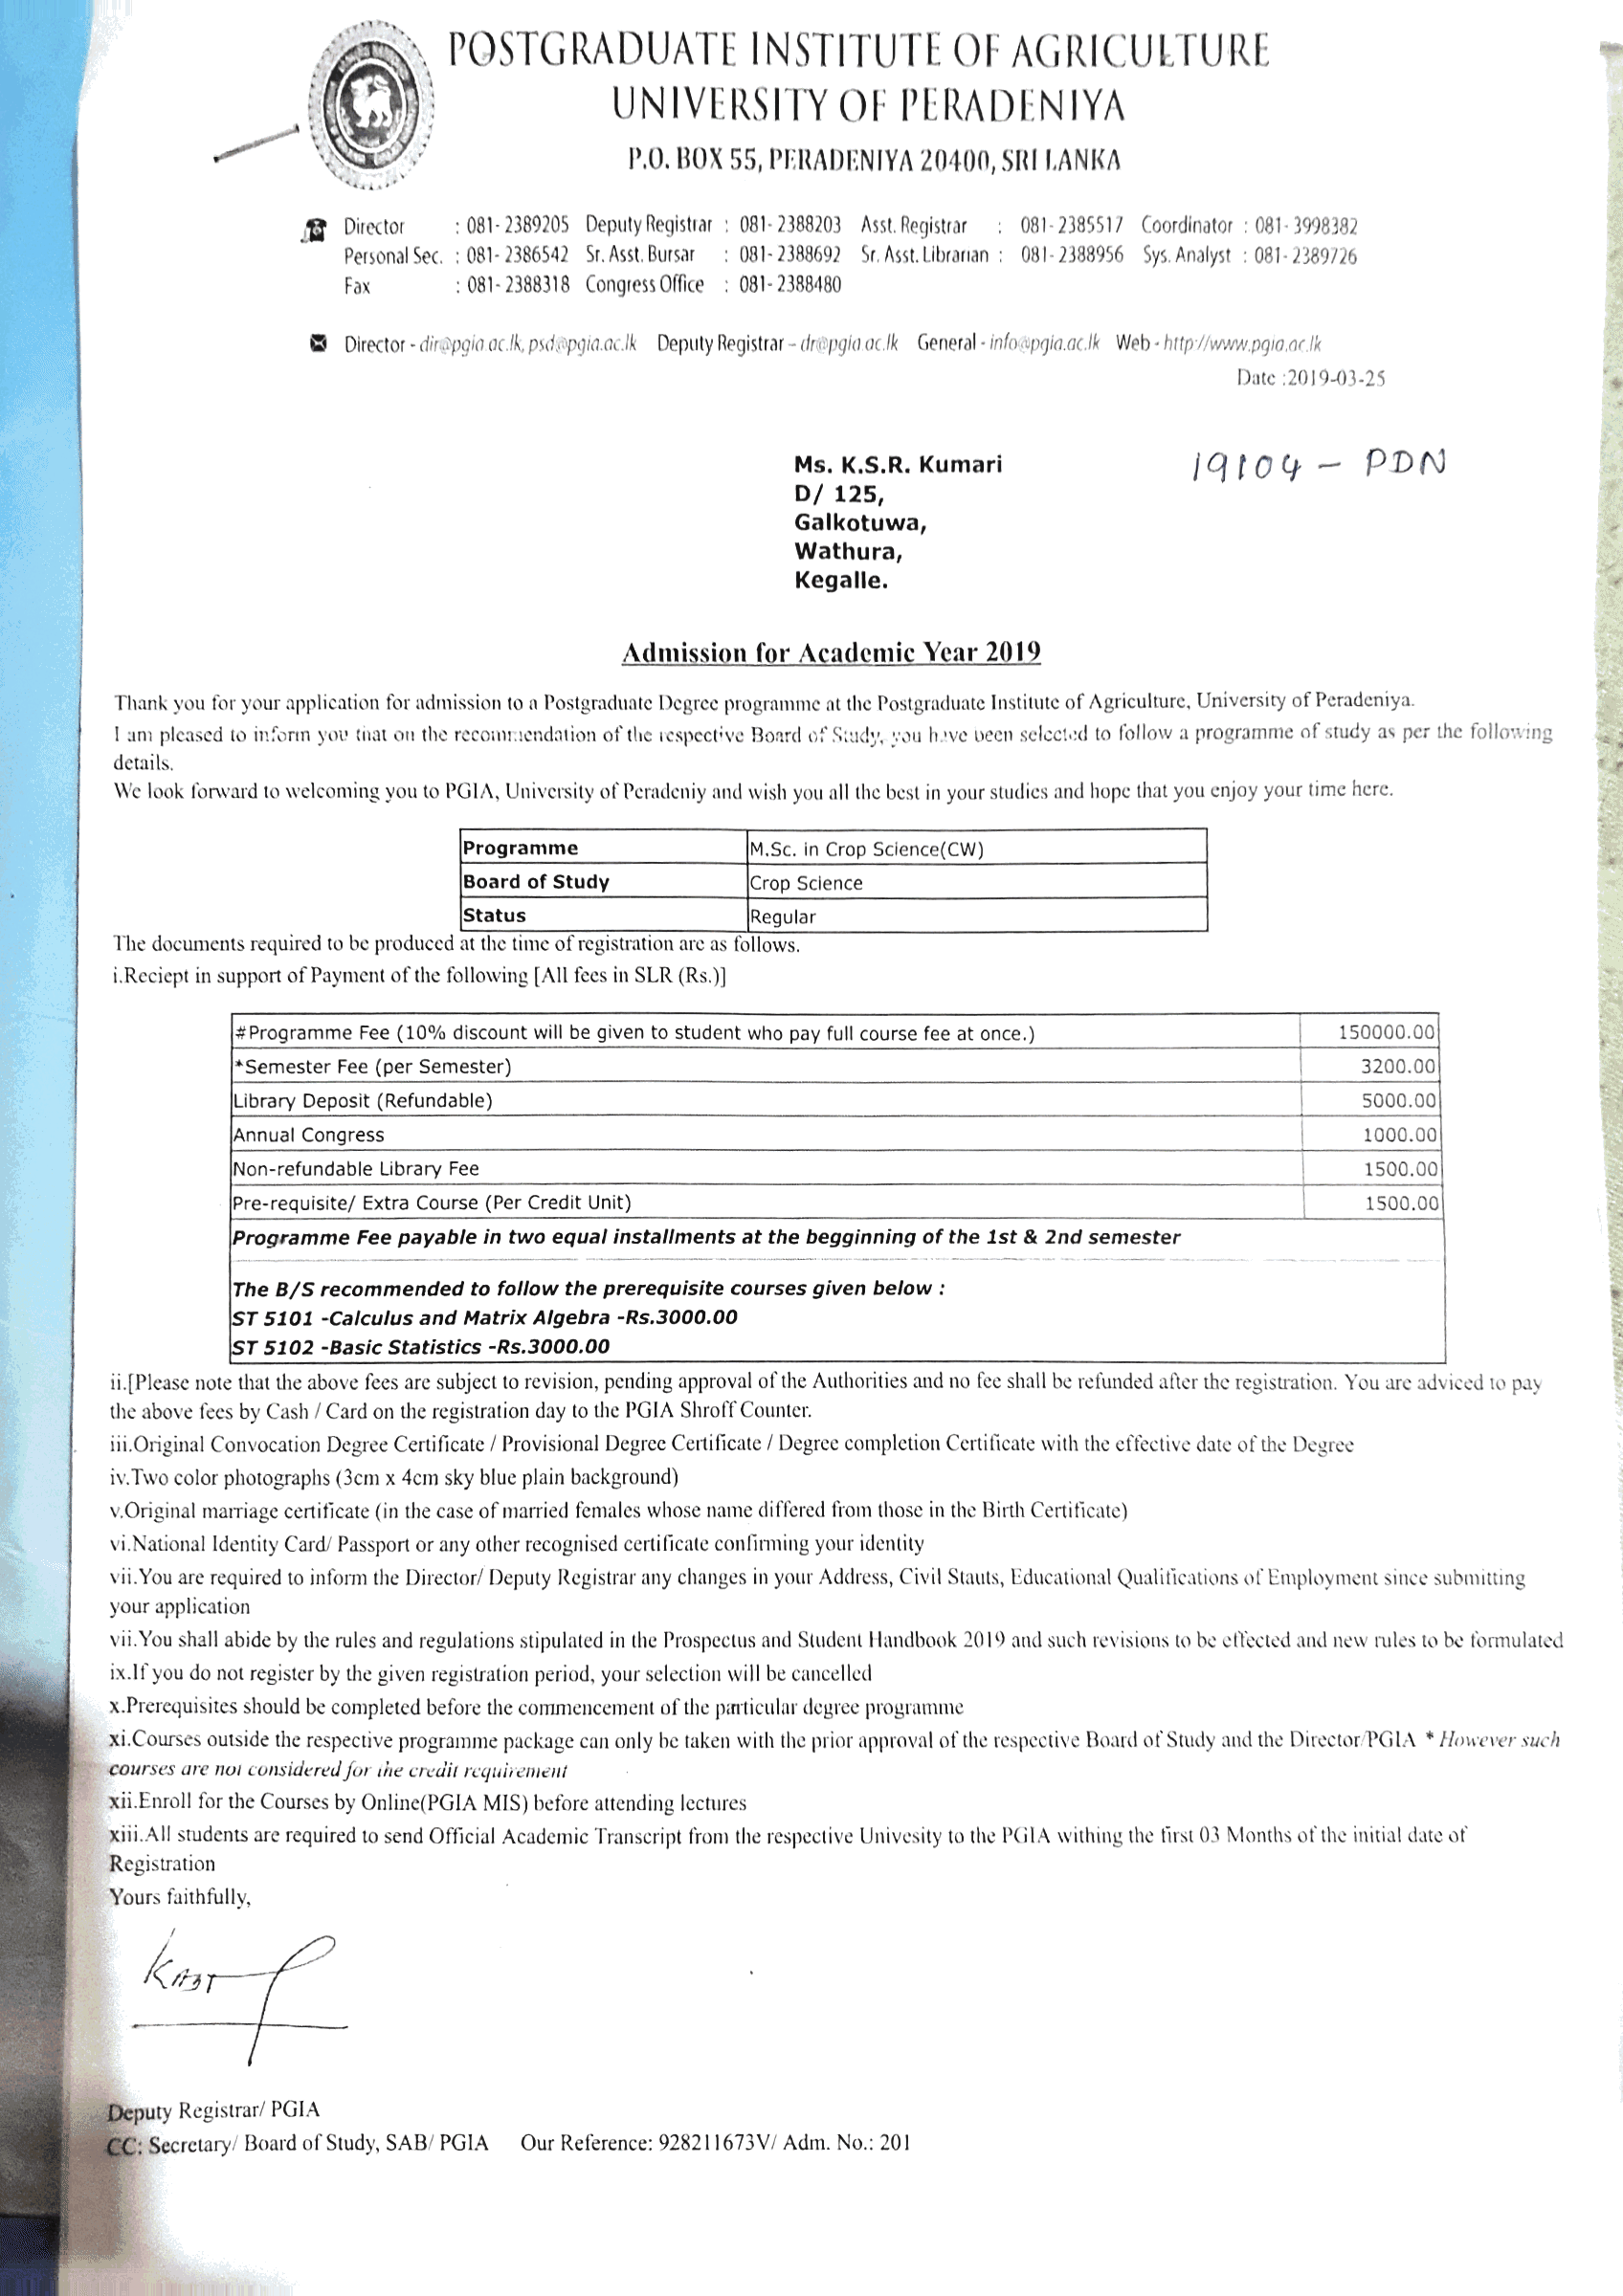 POSTGRADUATE INSTITUTE OF AGRICULTURE
UNIVERSITY OF PERADENIYA
P.O. BOX 55, PERADENIYA 20400, SRI LANKA
Director : 081- 2389205 Deputy Registrar : 081- 2388203 Asst. Registrar : 081- 2385517 Coordinator : 081- 3998382
Personal Sec. : 081- 2386542 Sr. Asst. Bursar : 081- 2388692 Sr. Asst. Librarian : 081- 2388956 Sys. Analyst : 081- 2389726
Fax : 081- 2388318 Congress Office : 081- 2388480
Director - dir@pgia.ac.lk, psd@pgia.ac.lk Deputy Registrar – dr@pgia.ac.lk General - info@pgia.ac.lk Web - http://www.pgia.ac.lk
Date :2019-03-25
Ms. K.S.R. Kumari 19104 - PDN
D/ 125,
Galkotuwa,
Wathura,
Kegalle.
Admission for Academic Year 2019
Thank you for your application for admission to a Postgraduate Degree programme at the Postgraduate Institute of Agriculture, University of Peradeniya.
I am pleased to inform you that on the recommendation of the respective Board of Study, you have been selected to follow a programme of study as per the following
details.
We look forward to welcoming you to PGIA, University of Peradeniy and wish you all the best in your studies and hope that you enjoy your time here.
Programme M.Sc. in Crop Science(CW)
Board of Study Crop Science
Status Regular
The documents required to be produced at the time of registration are as follows.
i.Reciept in support of Payment of the following [All fees in SLR (Rs.)]
#Programme Fee (10% discount will be given to student who pay full course fee at once.) 150000.00
*Semester Fee (per Semester) 3200.00
Library Deposit (Refundable) 5000.00
Annual Congress 1000.00
Non-refundable Library Fee 1500.00
Pre-requisite/ Extra Course (Per Credit Unit) 1500.00
Programme Fee payable in two equal installments at the begginning of the 1st & 2nd semester
The B/S recommended to follow the prerequisite courses given below :
ST 5101 -Calculus and Matrix Algebra -Rs.3000.00
ST 5102 -Basic Statistics -Rs.3000.00
ii.[Please note that the above fees are subject to revision, pending approval of the Authorities and no fee shall be refunded after the registration. You are adviced to pay
the above fees by Cash / Card on the registration day to the PGIA Shroff Counter.
iii.Original Convocation Degree Certificate / Provisional Degree Certificate / Degree completion Certificate with the effective date of the Degree
iv.Two color photographs (3cm x 4cm sky blue plain background)
v.Original marriage certificate (in the case of married females whose name differed from those in the Birth Certificate)
vi.National Identity Card/ Passport or any other recognised certificate confirming your identity
vii.You are required to inform the Director/ Deputy Registrar any changes in your Address, Civil Stauts, Educational Qualifications of Employment since submitting
your application
vii.You shall abide by the rules and regulations stipulated in the Prospectus and Student Handbook 2019 and such revisions to be effected and new rules to be formulated
ix.If you do not register by the given registration period, your selection will be cancelled
x.Prerequisites should be completed before the commencement of the particular degree programme
xi.Courses outside the respective programme package can only be taken with the prior approval of the respective Board of Study and the Director/PGIA * However such
courses are not considered for the credit requirement
xii.Enroll for the Courses by Online(PGIA MIS) before attending lectures
xiii.All students are required to send Official Academic Transcript from the respective Univesity to the PGIA withing the first 03 Months of the initial date of
Registration
Yours faithfully,
Deputy Registrar/ PGIA
CC: Secretary/ Board of Study, SAB/ PGIA Our Reference: 928211673V/ Adm. No.: 201